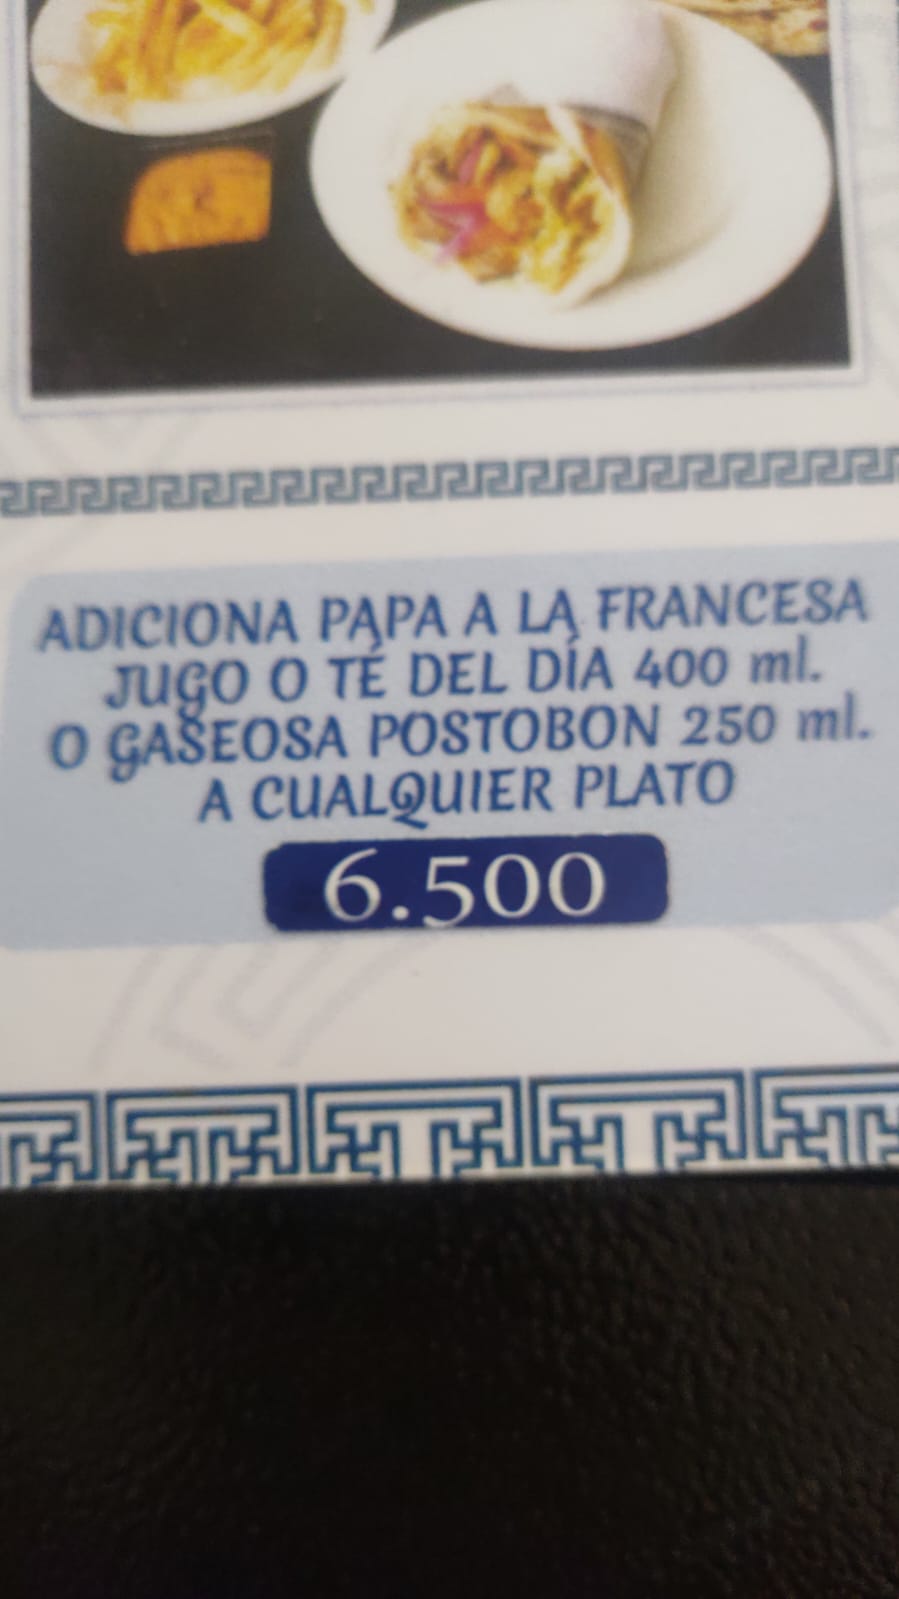 ADICIONA PAPA A LA FRANCESA
JUGO O TÉ DEL DÍA 400 ml.
O GASEOSA POSTOBON 250 ml.
A CUALQUIER PLATO
6.500